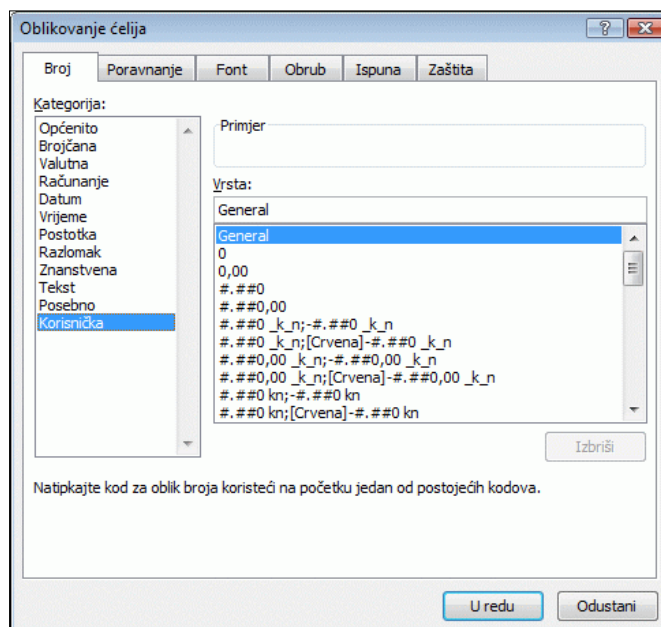 Oblikovanje ćelija
Broj Poravnanje Font Obrub Ispuna Zaštita
Kategorija:
Općenito
Brojčana
Valutna
Računanje
Datum
Vrijeme
Postotka
Razlomak
Znanstvena
Tekst
Posebno
Korisnička
Primjer
Vrsta:
General
General
0
0,00
#.##0
#.##0,00
#.##0 _k_n;-#.##0 _k_n
#.##0 _k_n;[Crvena]-#.##0 _k_n
#.##0,00 _k_n;-#.##0,00 _k_n
#.##0,00 _k_n;[Crvena]-#.##0,00 _k_n
#.##0 kn;-#.##0 kn
#.##0 kn;[Crvena]-#.##0 kn
Izbriši
Natipkajte kod za oblik broja koristeći na početku jedan od postojećih kodova.
U redu Odustani